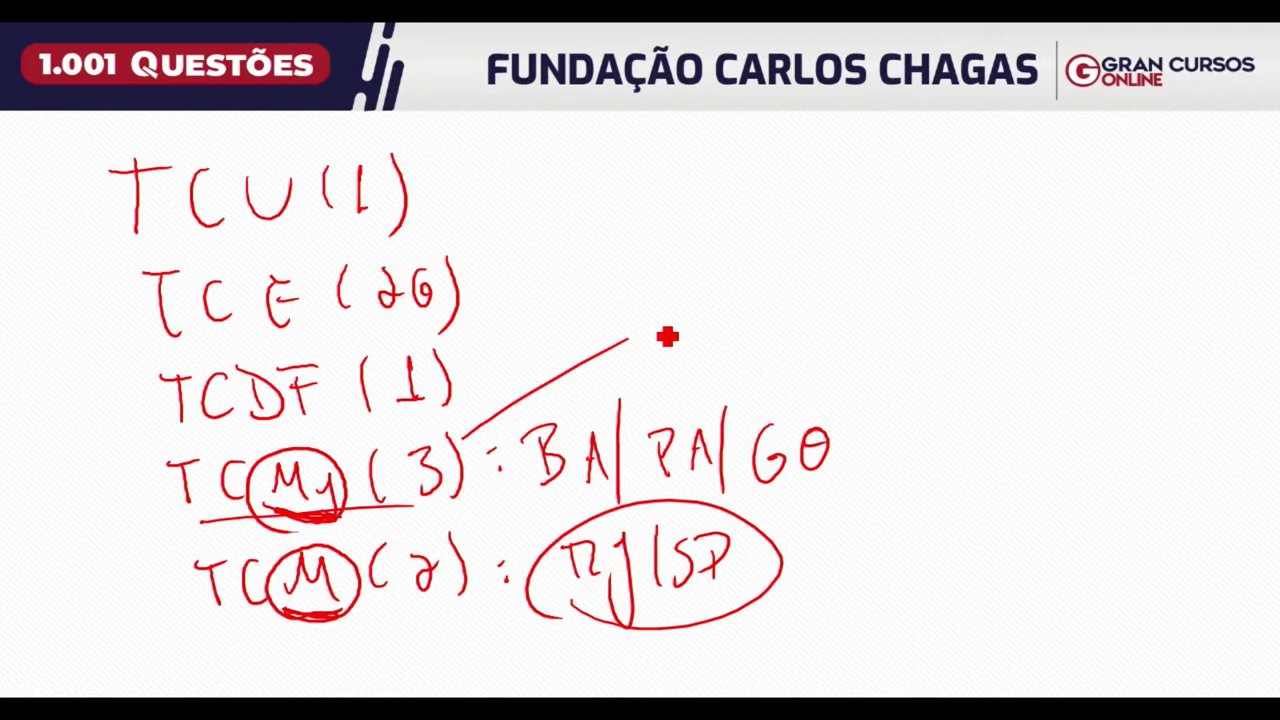 1.001 QUESTÕES
FUNDAÇÃO CARLOS CHAGAS
GRAN CURSOS
ONLINE
TCU (1)
TCE (26)
TCDF (1)
TCMy (3) : BA | PA | GO
TCM (2) : RJ | SP